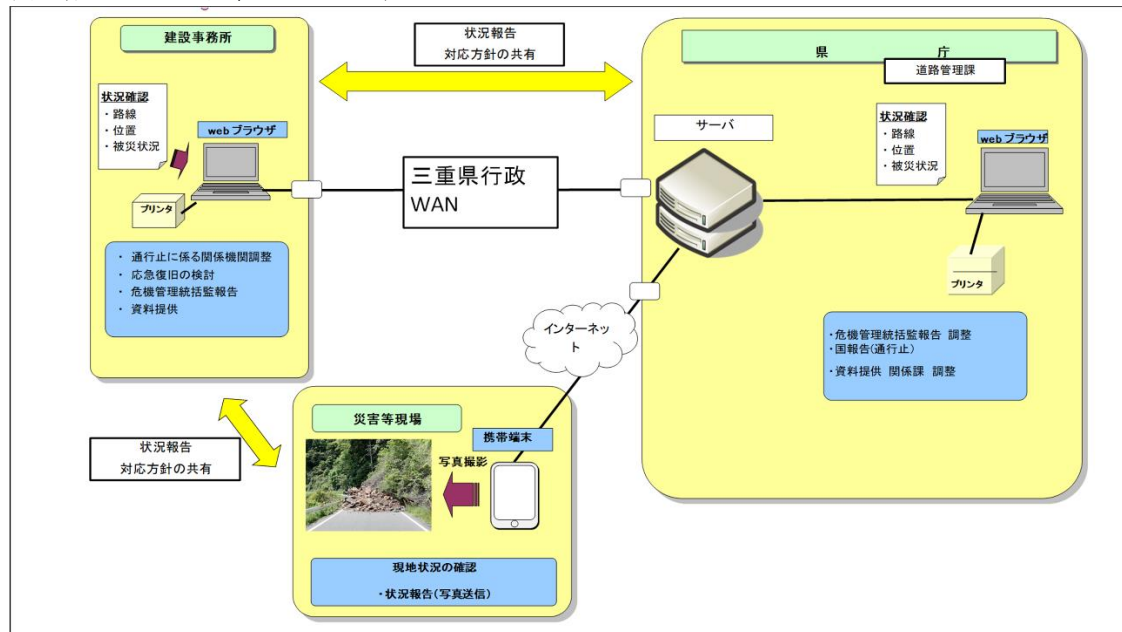 建設事務所
状況報告
対応方針の共有
県　庁
道路管理課
状況確認
・路線
・位置
・被災状況
webブラウザ
プリンタ
・ 通行止に係る関係機関調整
・ 応急復旧の検討
・ 危機管理統括監報告
・ 資料提供
三重県行政
WAN
サーバ
状況確認
・路線
・位置
・被災状況
webブラウザ
プリンタ
・危機管理統括監報告 調整
・国報告(通行止)
・資料提供 関係課 調整
インターネッ
ト
状況報告
対応方針の共有
災害等現場
携帯端末
写真撮影
現地状況の確認
・状況報告(写真送信)